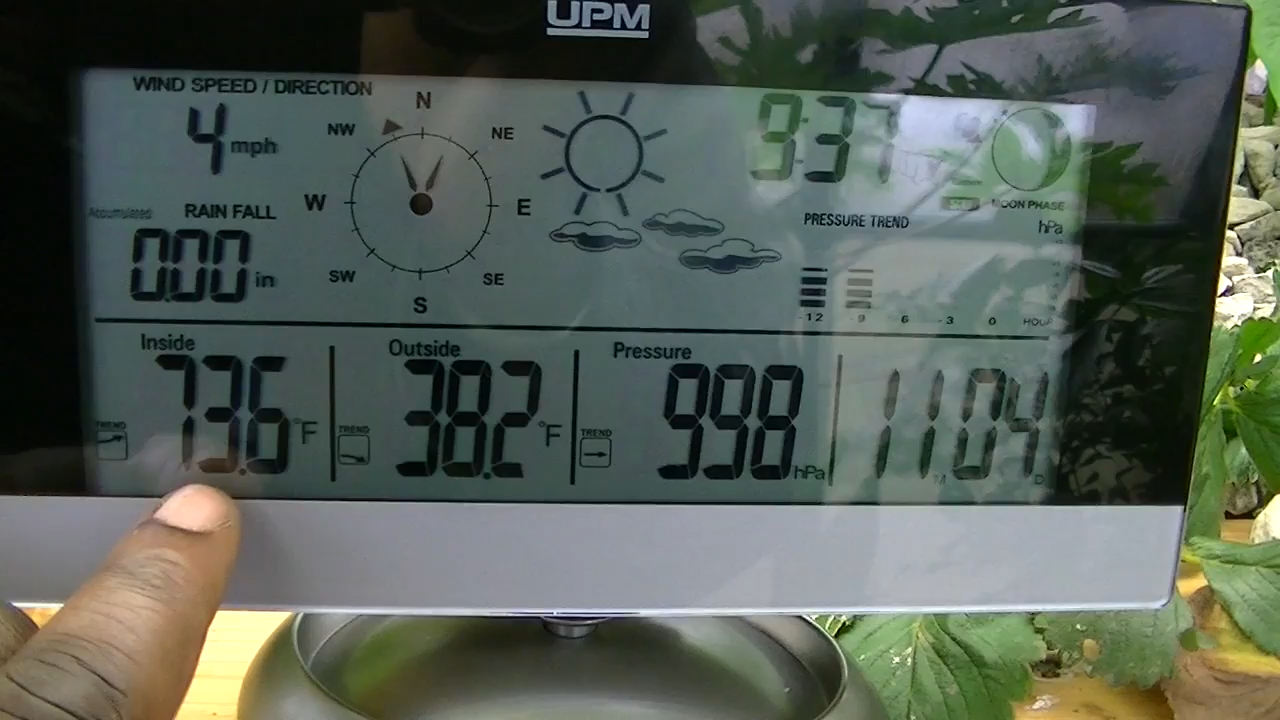 UPM
WIND SPEED / DIRECTION
4 mph
N
NW
NE
W
E
SW
SE
S
9:37
MOON PHASE
Accumulated
RAIN FALL
0.00 in
PRESSURE TREND
hPa
-12 -9 -6 -3 0 HOUR
Inside
TREND
73.6 °F
Outside
TREND
38.2 °F
Pressure
TREND
998 hPa
11 M 04 D